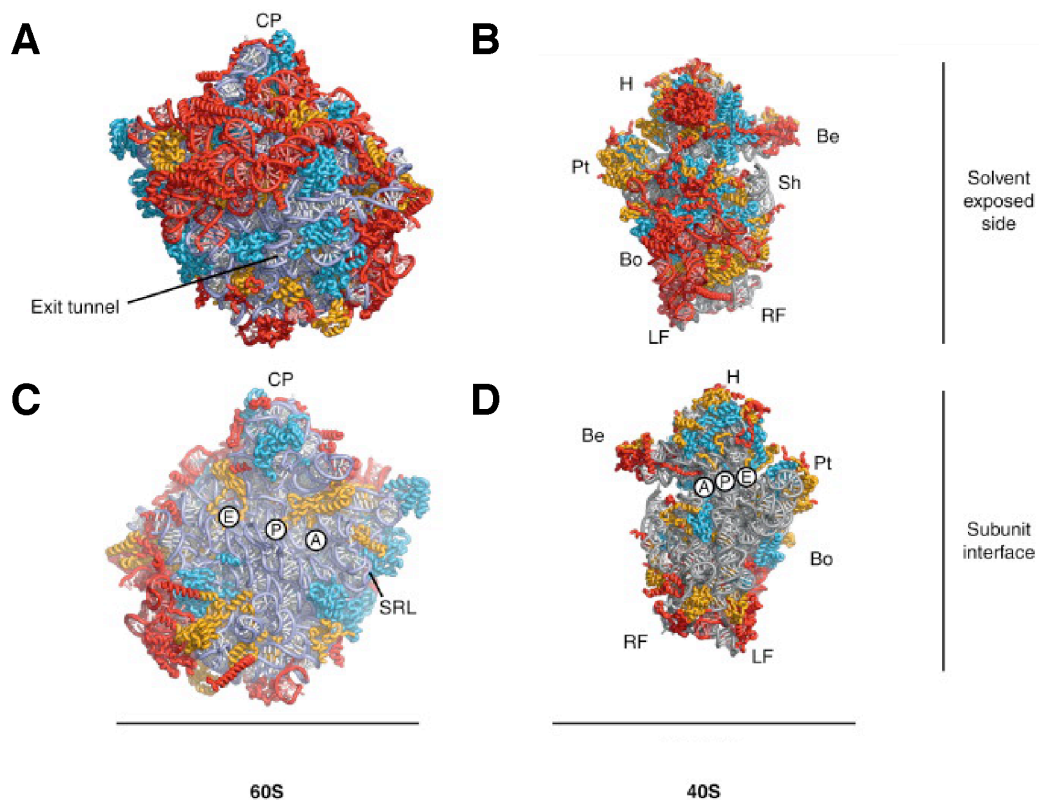 A
CP
Exit tunnel
B
H
Be
Pt
Sh
Bo
RF
LF
Solvent
exposed
side
C
CP
E
P
A
SRL
D
H
Be
Pt
A
P
E
Bo
RF
LF
Subunit
interface
60S
40S